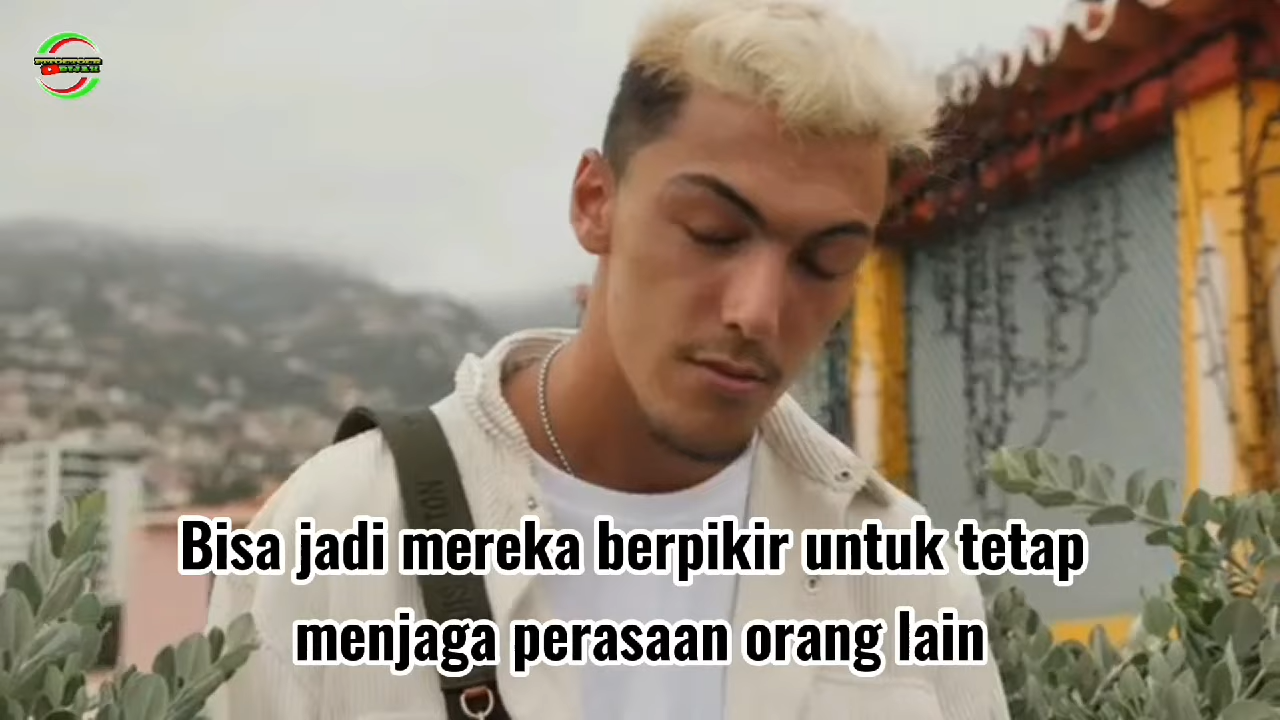 Bisa jadi mereka berpikir untuk tetap
menjaga perasaan orang lain